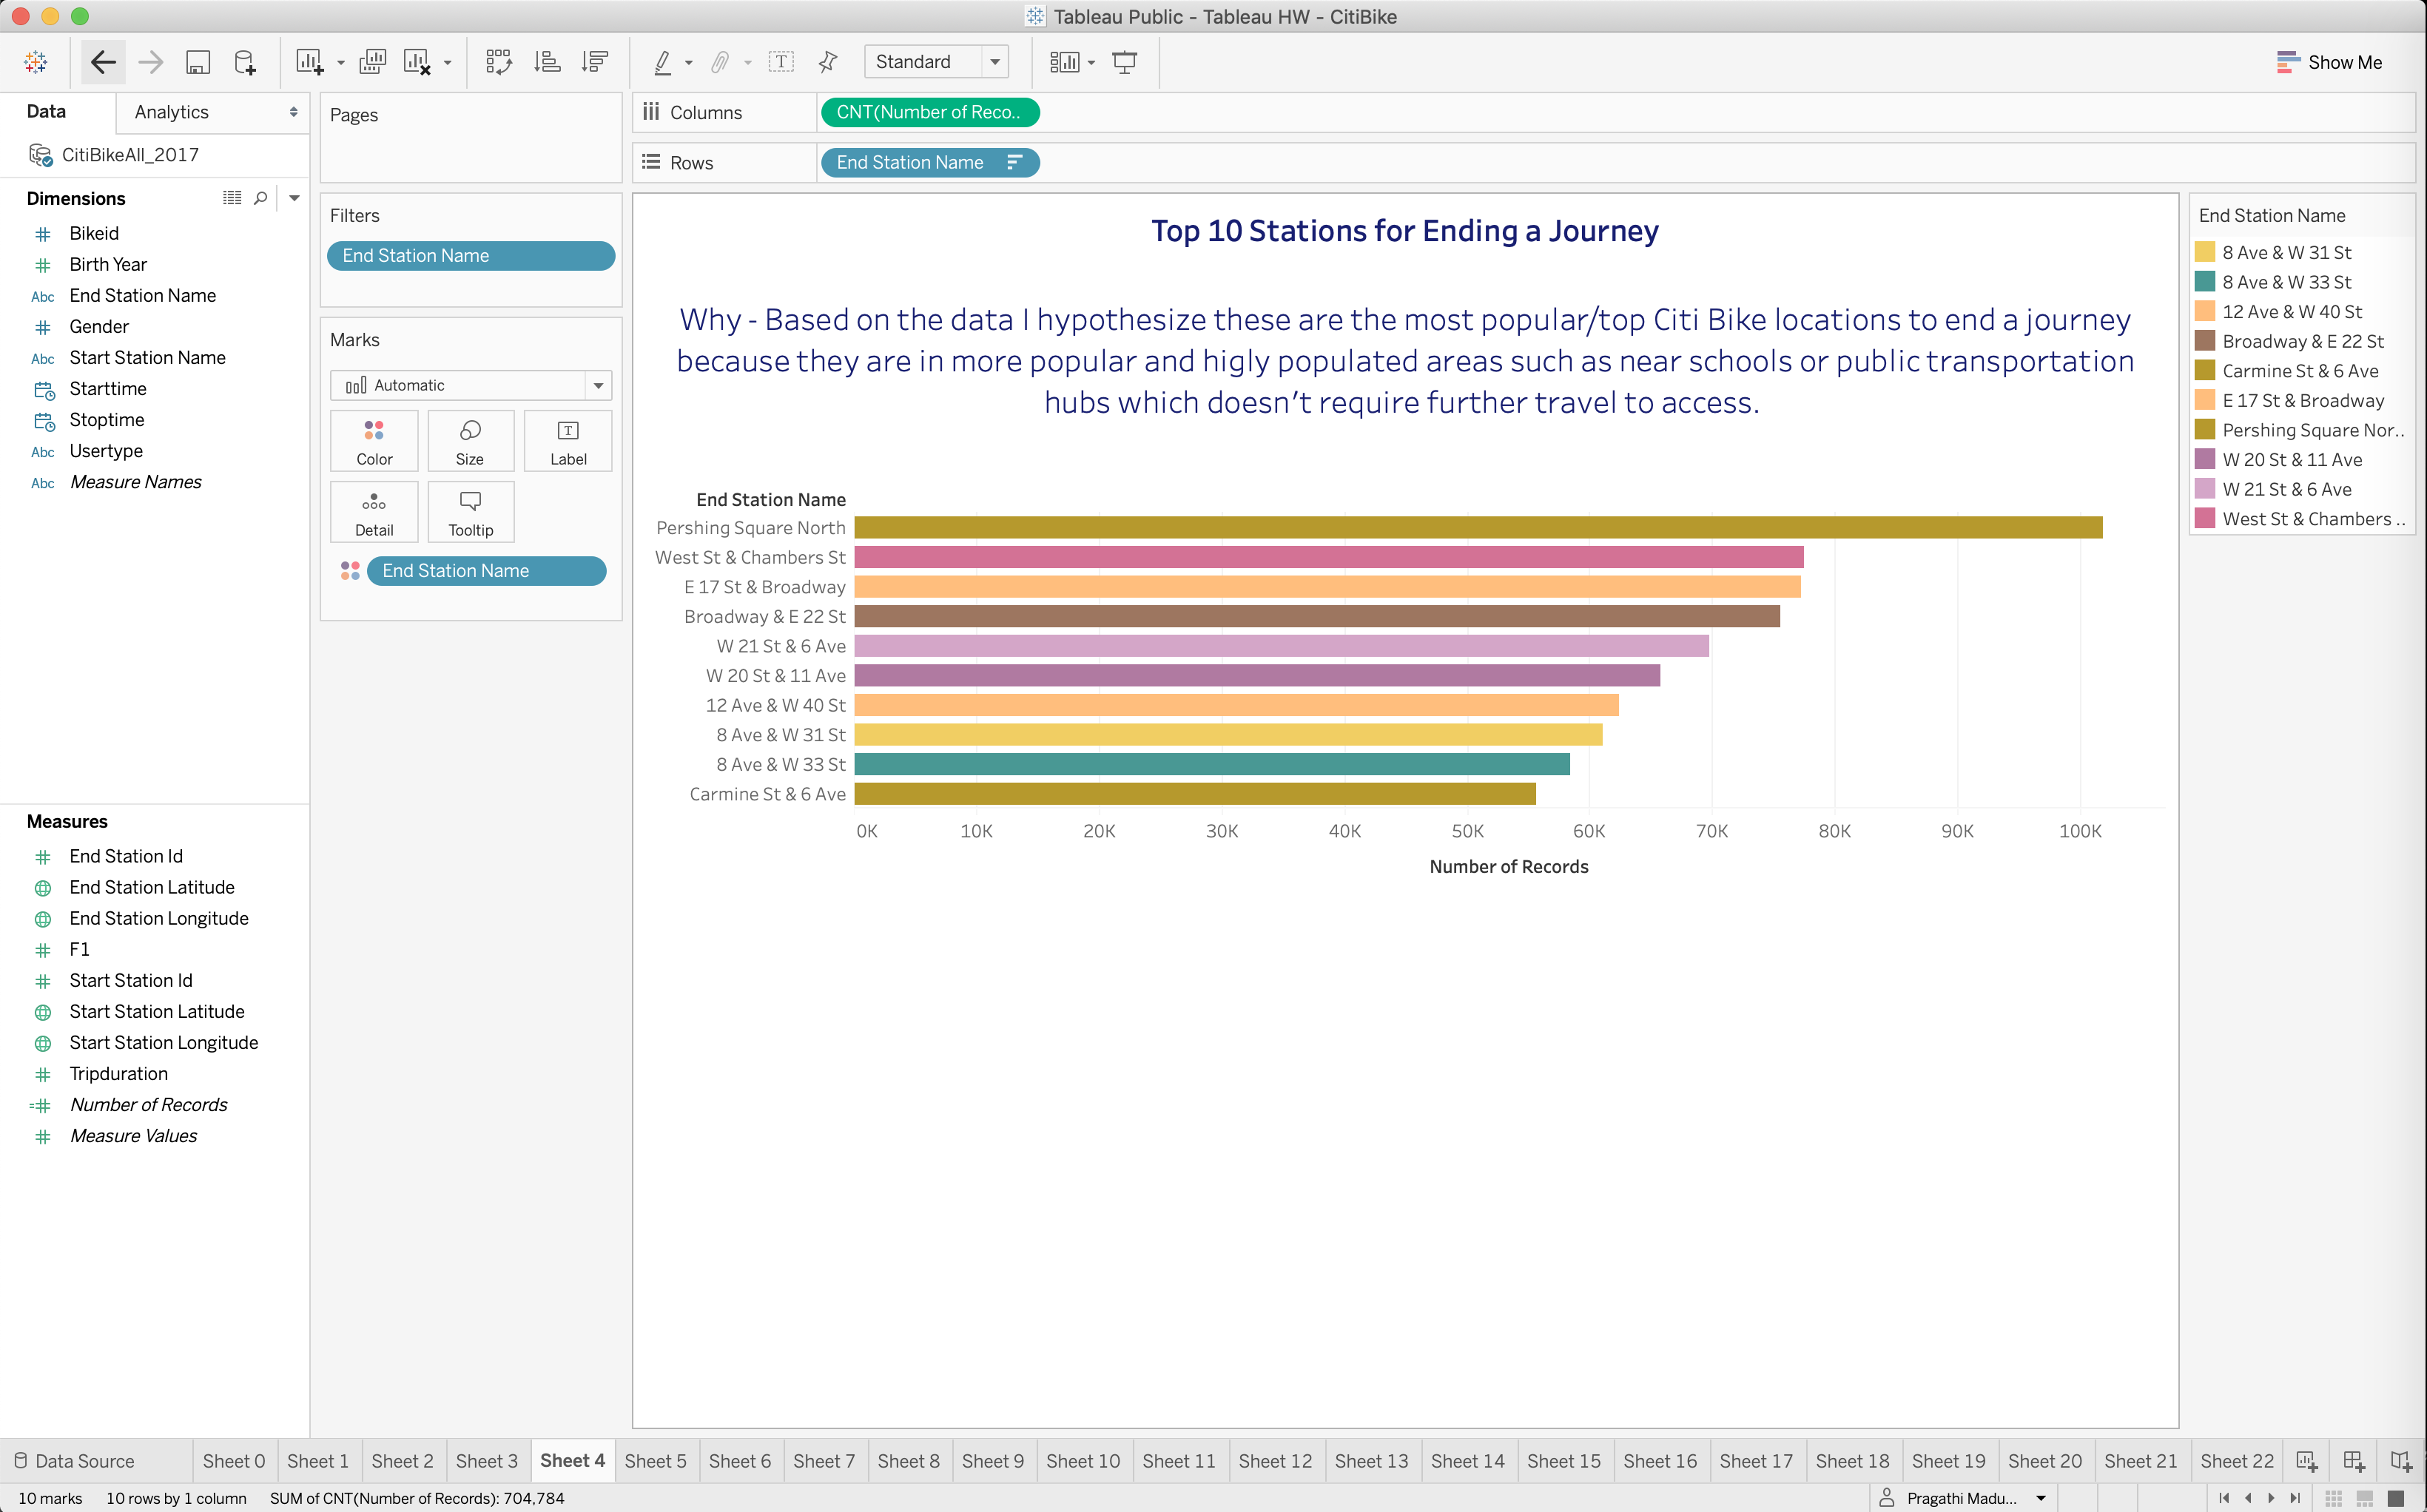 Tableau Public - Tableau HW - CitiBike
Standard
Show Me
Data
Analytics
CitiBikeAll_2017
Dimensions
Bikeid
Birth Year
Abc End Station Name
Gender
Abc Start Station Name
Starttime
Stoptime
Abc Usertype
Abc Measure Names
Measures
End Station Id
End Station Latitude
End Station Longitude
F1
Start Station Id
Start Station Latitude
Start Station Longitude
Tripduration
Number of Records
Measure Values
Pages
Filters
End Station Name
Marks
Automatic
Color
Size
Label
Detail
Tooltip
End Station Name
Columns
CNT(Number of Reco..
Rows
End Station Name
Top 10 Stations for Ending a Journey
Why - Based on the data I hypothesize these are the most popular/top Citi Bike locations to end a journey
because they are in more popular and higly populated areas such as near schools or public transportation
hubs which doesn't require further travel to access.
End Station Name
Pershing Square North
West St & Chambers St
E 17 St & Broadway
Broadway & E 22 St
W 21 St & 6 Ave
W 20 St & 11 Ave
12 Ave & W 40 St
8 Ave & W 31 St
8 Ave & W 33 St
Carmine St & 6 Ave
0K 10K 20K 30K 40K 50K 60K 70K 80K 90K 100K
Number of Records
End Station Name
8 Ave & W 31 St
8 Ave & W 33 St
12 Ave & W 40 St
Broadway & E 22 St
Carmine St & 6 Ave
E 17 St & Broadway
Pershing Square Nor..
W 20 St & 11 Ave
W 21 St & 6 Ave
West St & Chambers ..
Data Source Sheet 0 Sheet 1 Sheet 2 Sheet 3 Sheet 4 Sheet 5 Sheet 6 Sheet 7 Sheet 8 Sheet 9 Sheet 10 Sheet 11 Sheet 12 Sheet 13 Sheet 14 Sheet 15 Sheet 16 Sheet 17 Sheet 18 Sheet 19 Sheet 20 Sheet 21 Sheet 22
10 marks 10 rows by 1 column SUM of CNT(Number of Records): 704,784 Pragathi Madu...